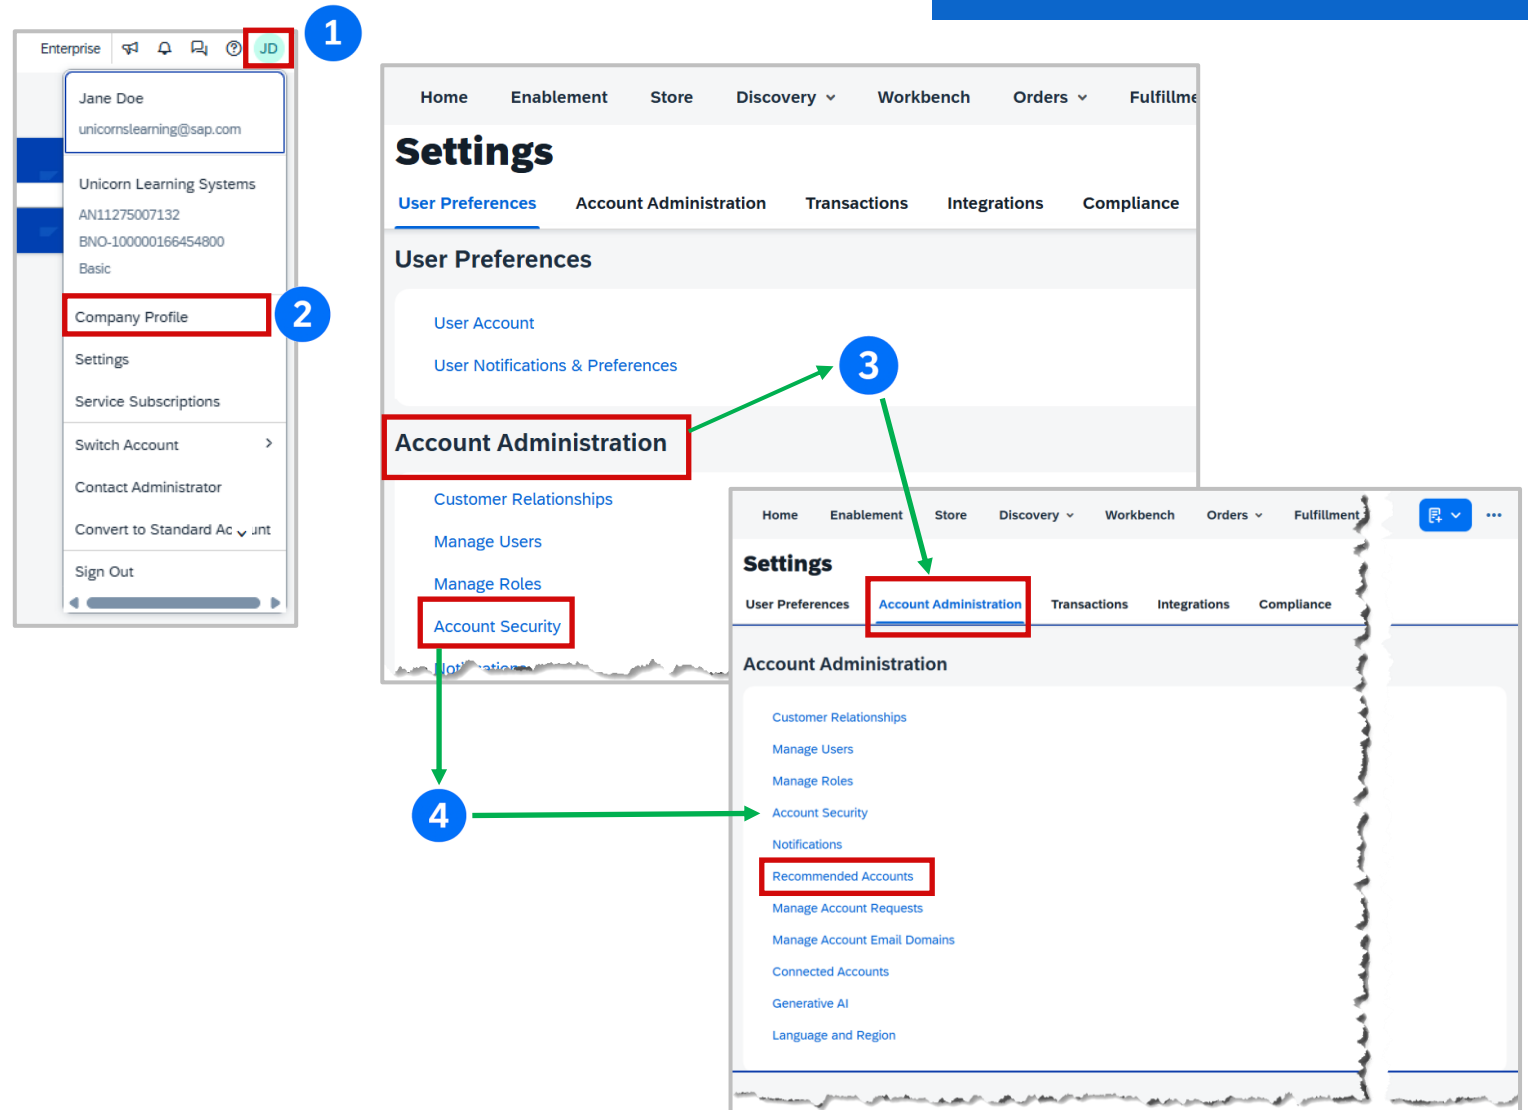 1
Enterprise
JD
Jane Doe
unicornslearning@sap.com
Unicorn Learning Systems
AN11275007132
BNO-100000166454800
Basic
Company Profile
2
Settings
Service Subscriptions
Switch Account
Contact Administrator
Sign Out
Home Enablement Store Discovery Workbench Orders
Settings
User Preferences Account Administration Transactions Integrations Compliance
User Preferences
User Account
User Notifications & Preferences
3
Account Administration
Customer Relationships
Manage Users
Manage Roles
Account Security
4
Home Enablement Store Discovery Workbench Orders Fulfillment
Settings
User Preferences Account Administration Transactions Integrations Compliance
Account Administration
Customer Relationships
Manage Users
Manage Roles
Account Security
Notifications
Recommended Accounts
Manage Account Requests
Manage Account Email Domains
Connected Accounts
Generative AI
Language and Region